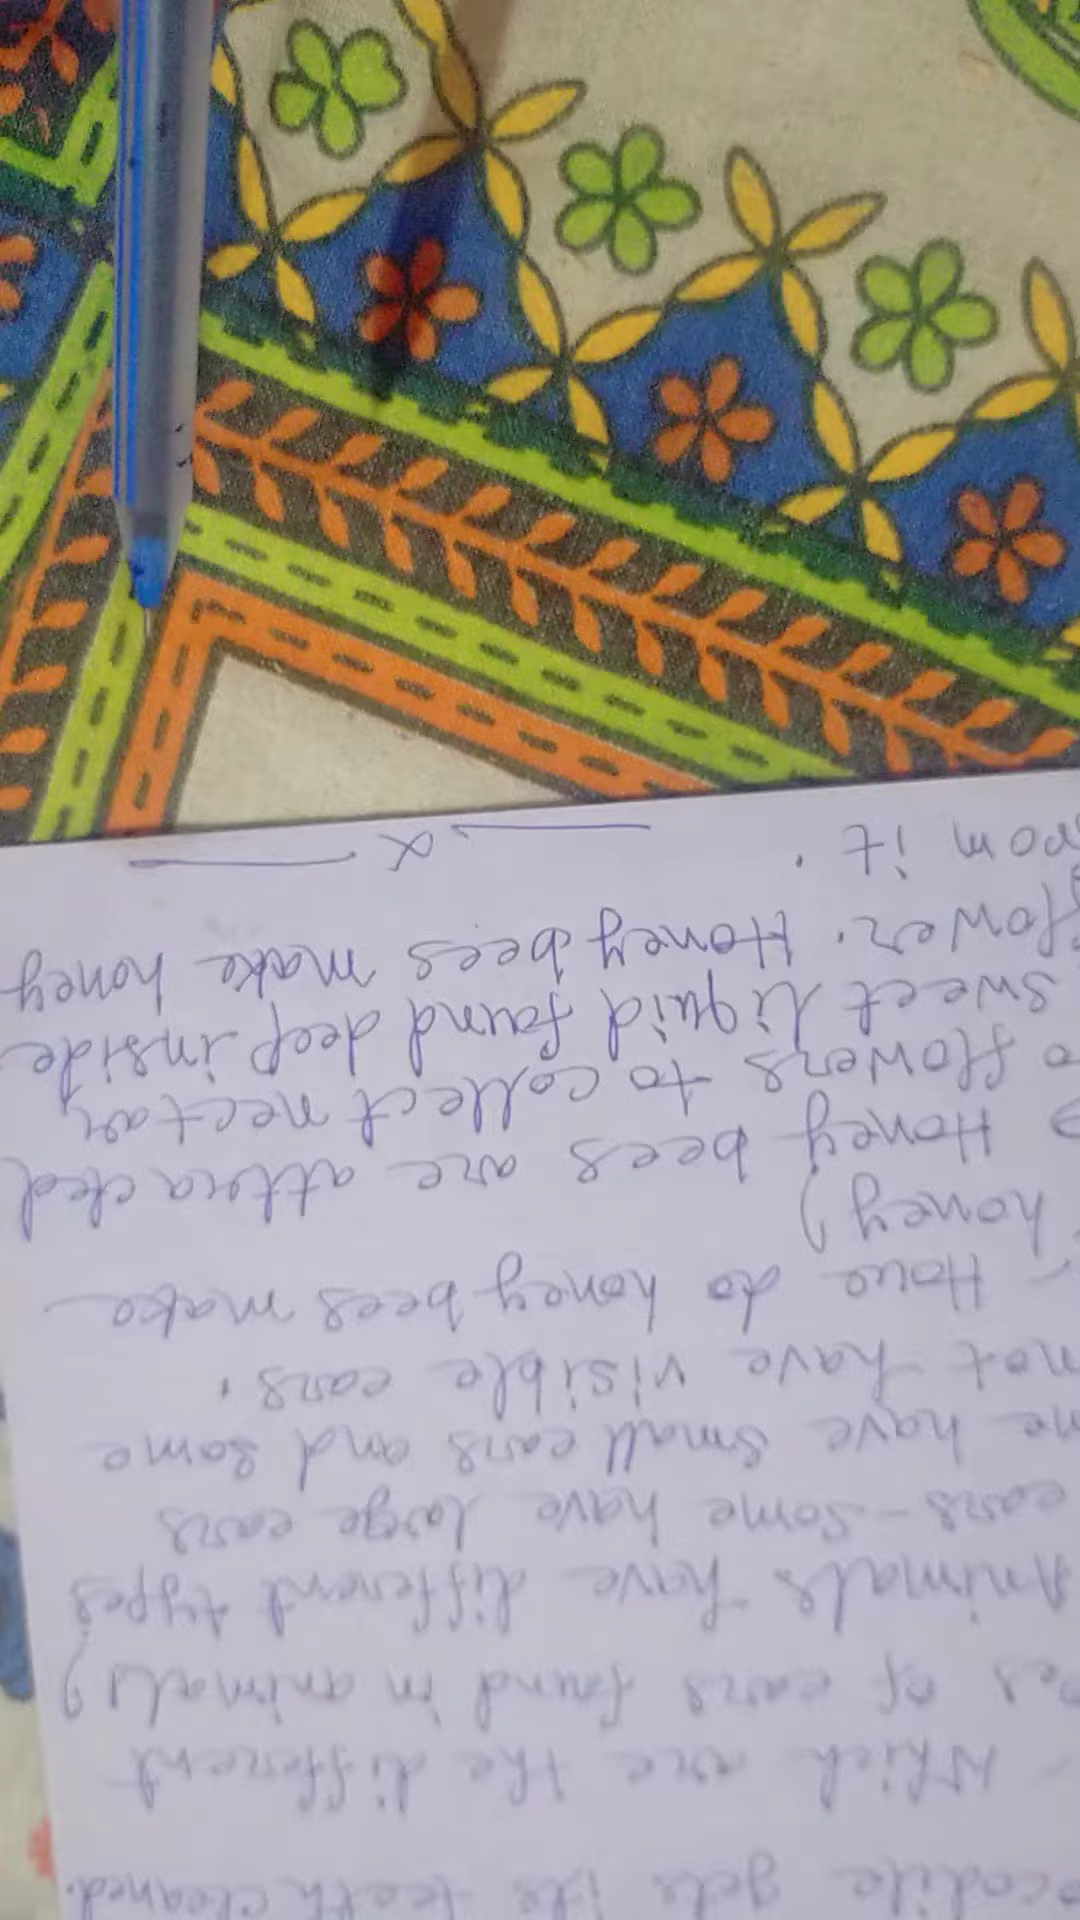 ocodile gets its teeth cleaned.
- Which are the different
pes of ears found in animals?
Animals have different types
ears - some have large ears
me have small ears and some
not have visible ears.
- How do honey bees make
honey?
Honey bees are attracted
o flowers to collect nectar,
sweet liquid found deep inside
flower. Honey bees make honey
rom it.
x